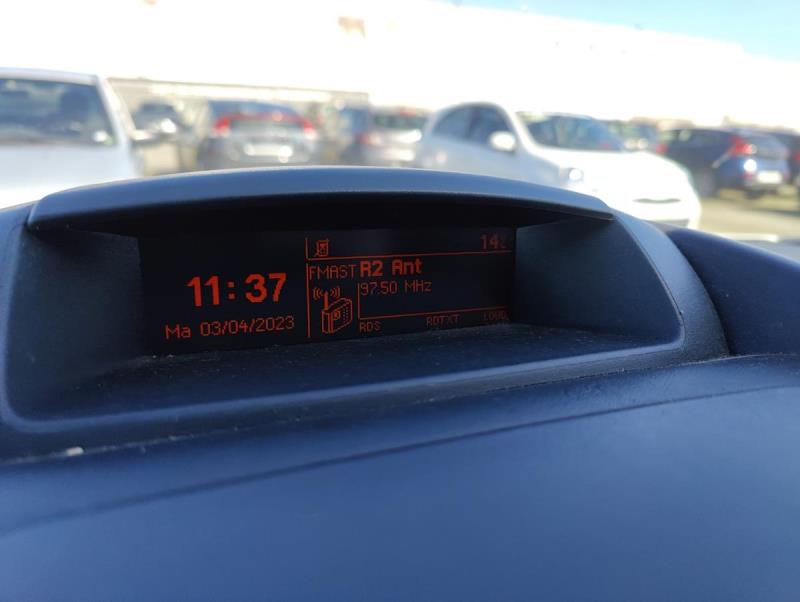 11:37
Ma 03/04/2023
14
FMAST R2 Ant
97.50 MHz
RDS RDTXT LOUD